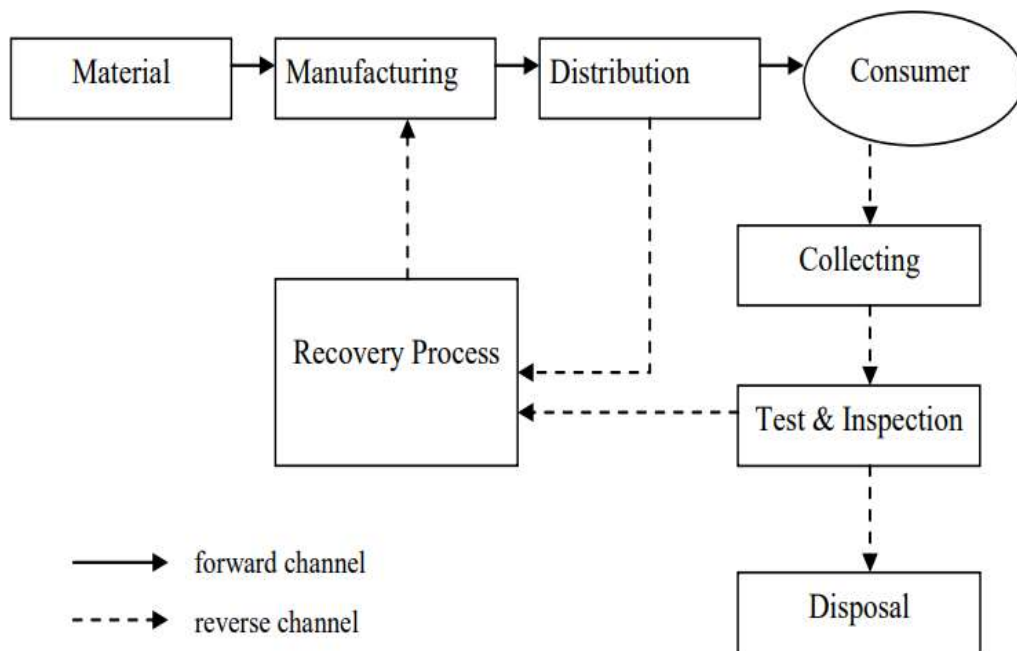 Material
Manufacturing
Distribution
Consumer
Collecting
Recovery Process
Test & Inspection
Disposal
forward channel
reverse channel